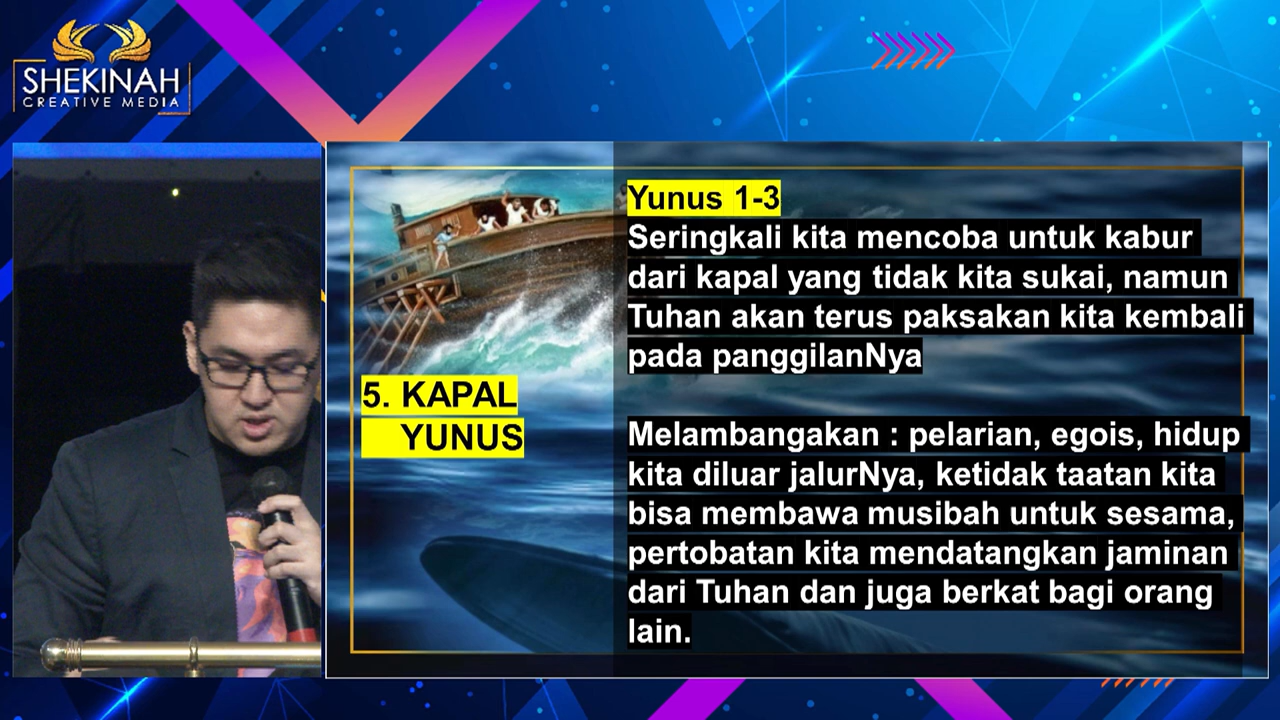 SHEKINAH
CREATIVE MEDIA
5. KAPAL
YUNUS
Yunus 1-3
Seringkali kita mencoba untuk kabur
dari kapal yang tidak kita sukai, namun
Tuhan akan terus paksakan kita kembali
pada panggilanNya
Melambangakan : pelarian, egois, hidup
kita diluar jalurNya, ketidak taatan kita
bisa membawa musibah untuk sesama,
pertobatan kita mendatangkan jaminan
dari Tuhan dan juga berkat bagi orang
lain.